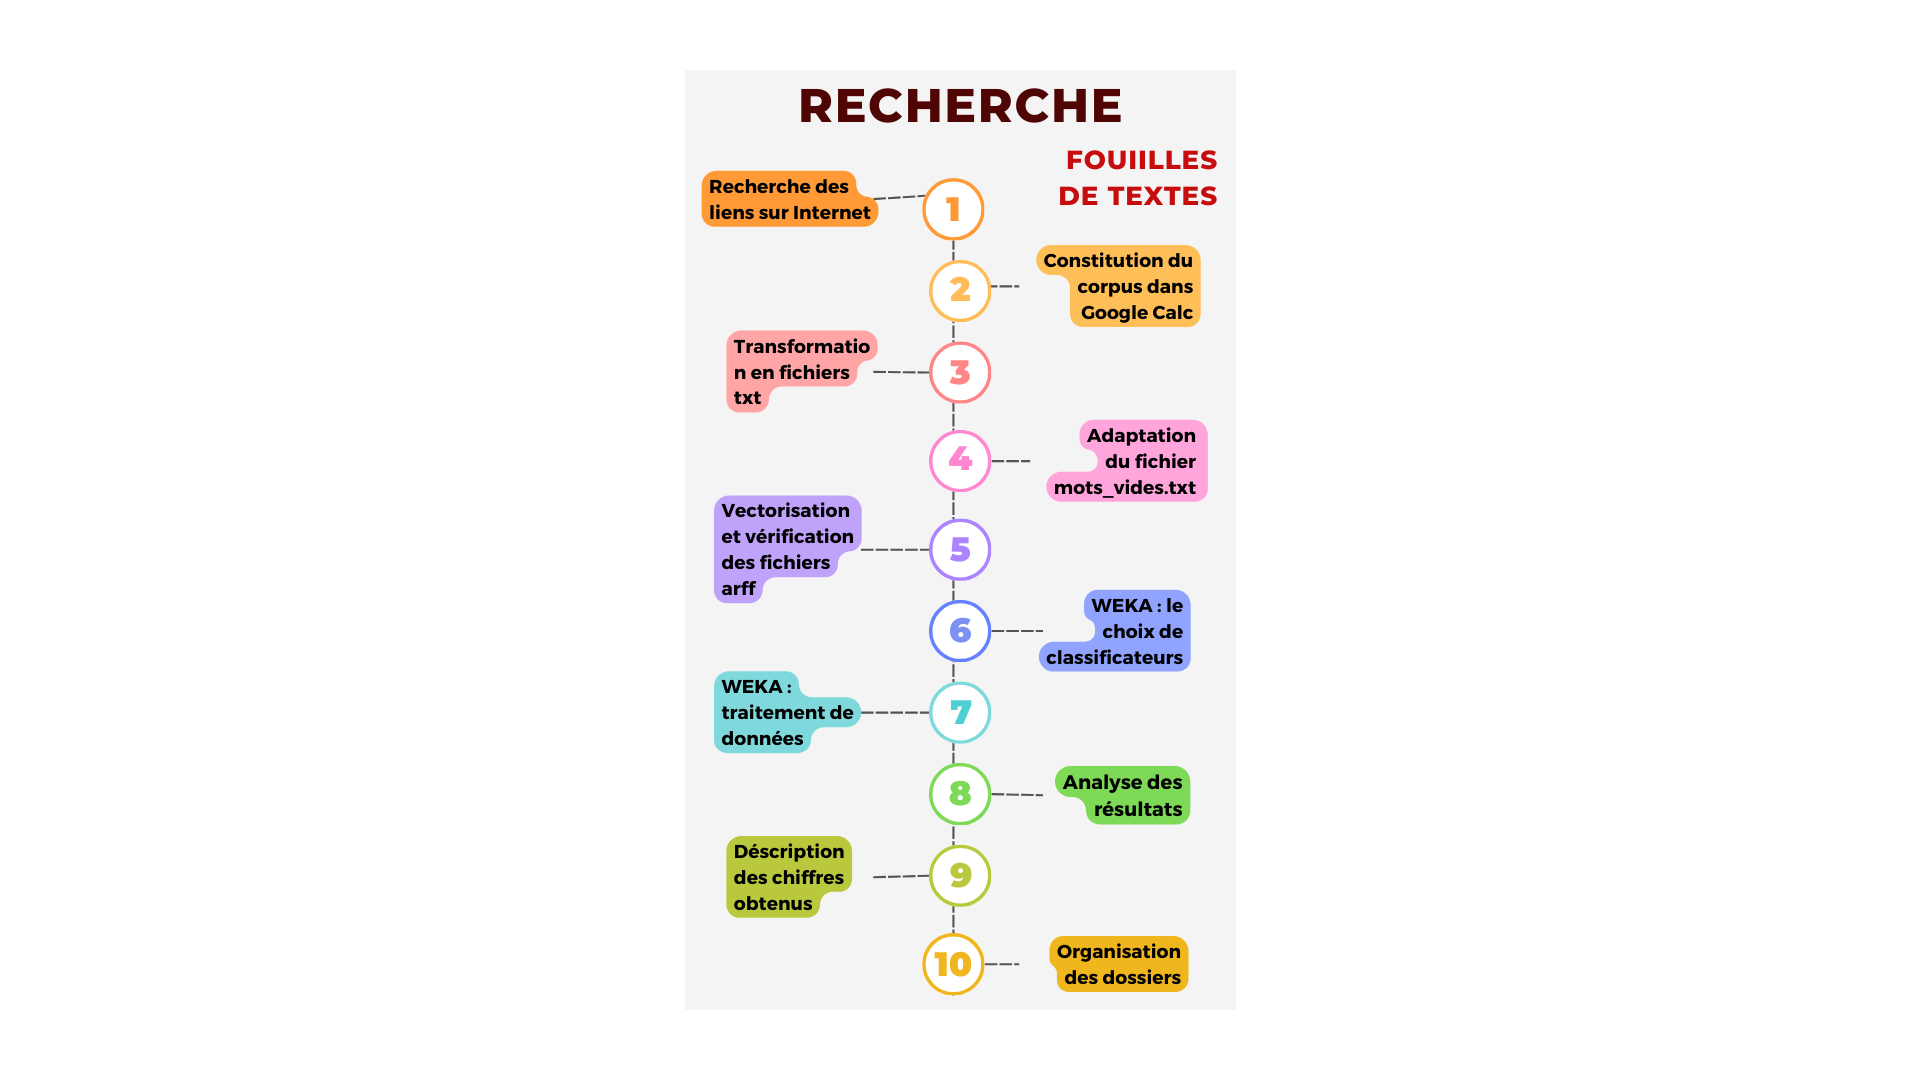 RECHERCHE
FOUIILLES
DE TEXTES
Recherche des
liens sur Internet
1
2
Constitution du
corpus dans
Google Calc
Transformatio
n en fichiers
txt
3
4
Adaptation
du fichier
mots_vides.txt
Vectorisation
et vérification
des fichiers
arff
5
6
WEKA : le
choix de
classificateurs
WEKA :
traitement de
données
7
8
Analyse des
résultats
Déscription
des chiffres
obtenus
9
10
Organisation
des dossiers